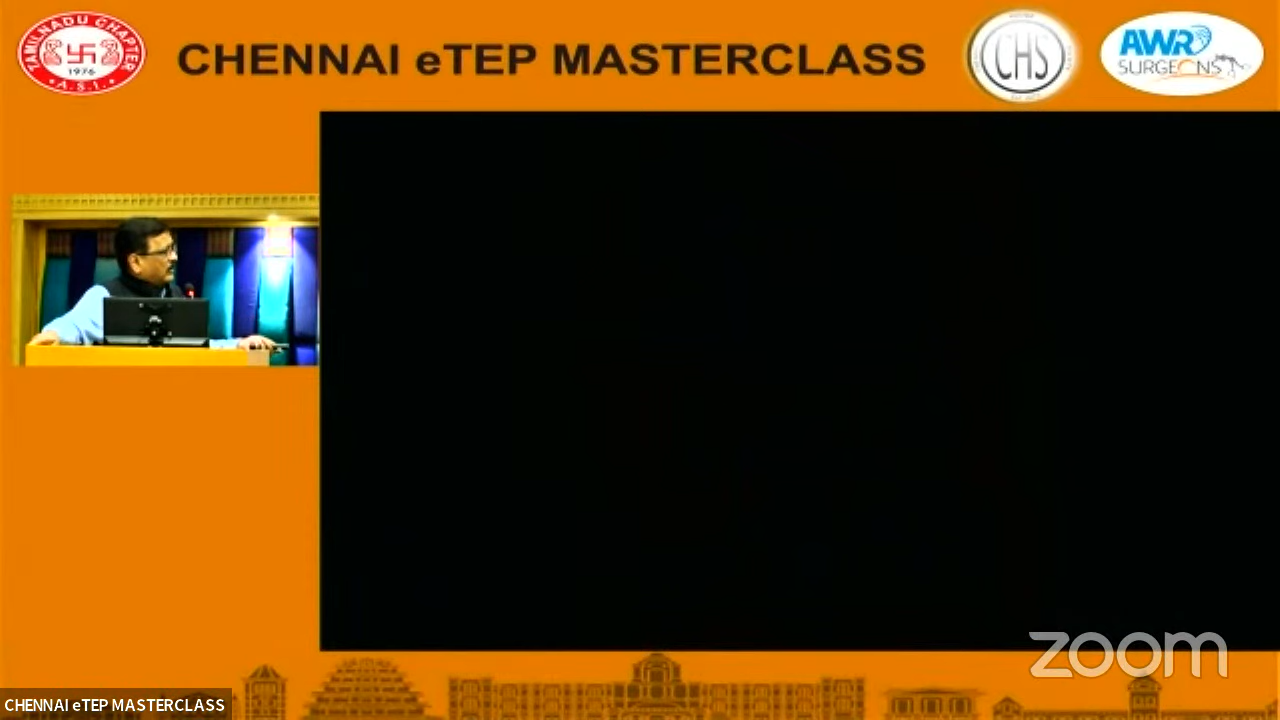 TAMILNADU CHAPTER
1976
A.S.I.
CHENNAI eTEP MASTERCLASS
CHS
AWR
SURGEONS
zoom
CHENNAI eTEP MASTERCLASS